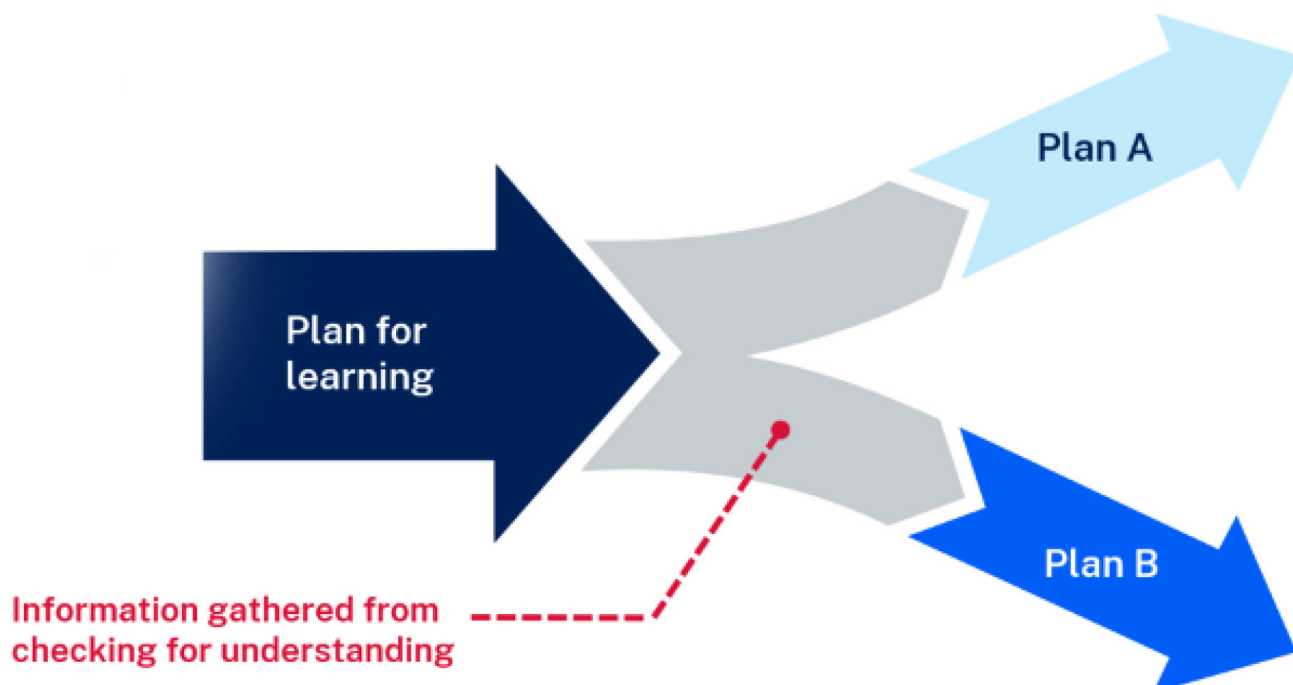 Plan A
Plan for
learning
Plan B
Information gathered from
checking for understanding